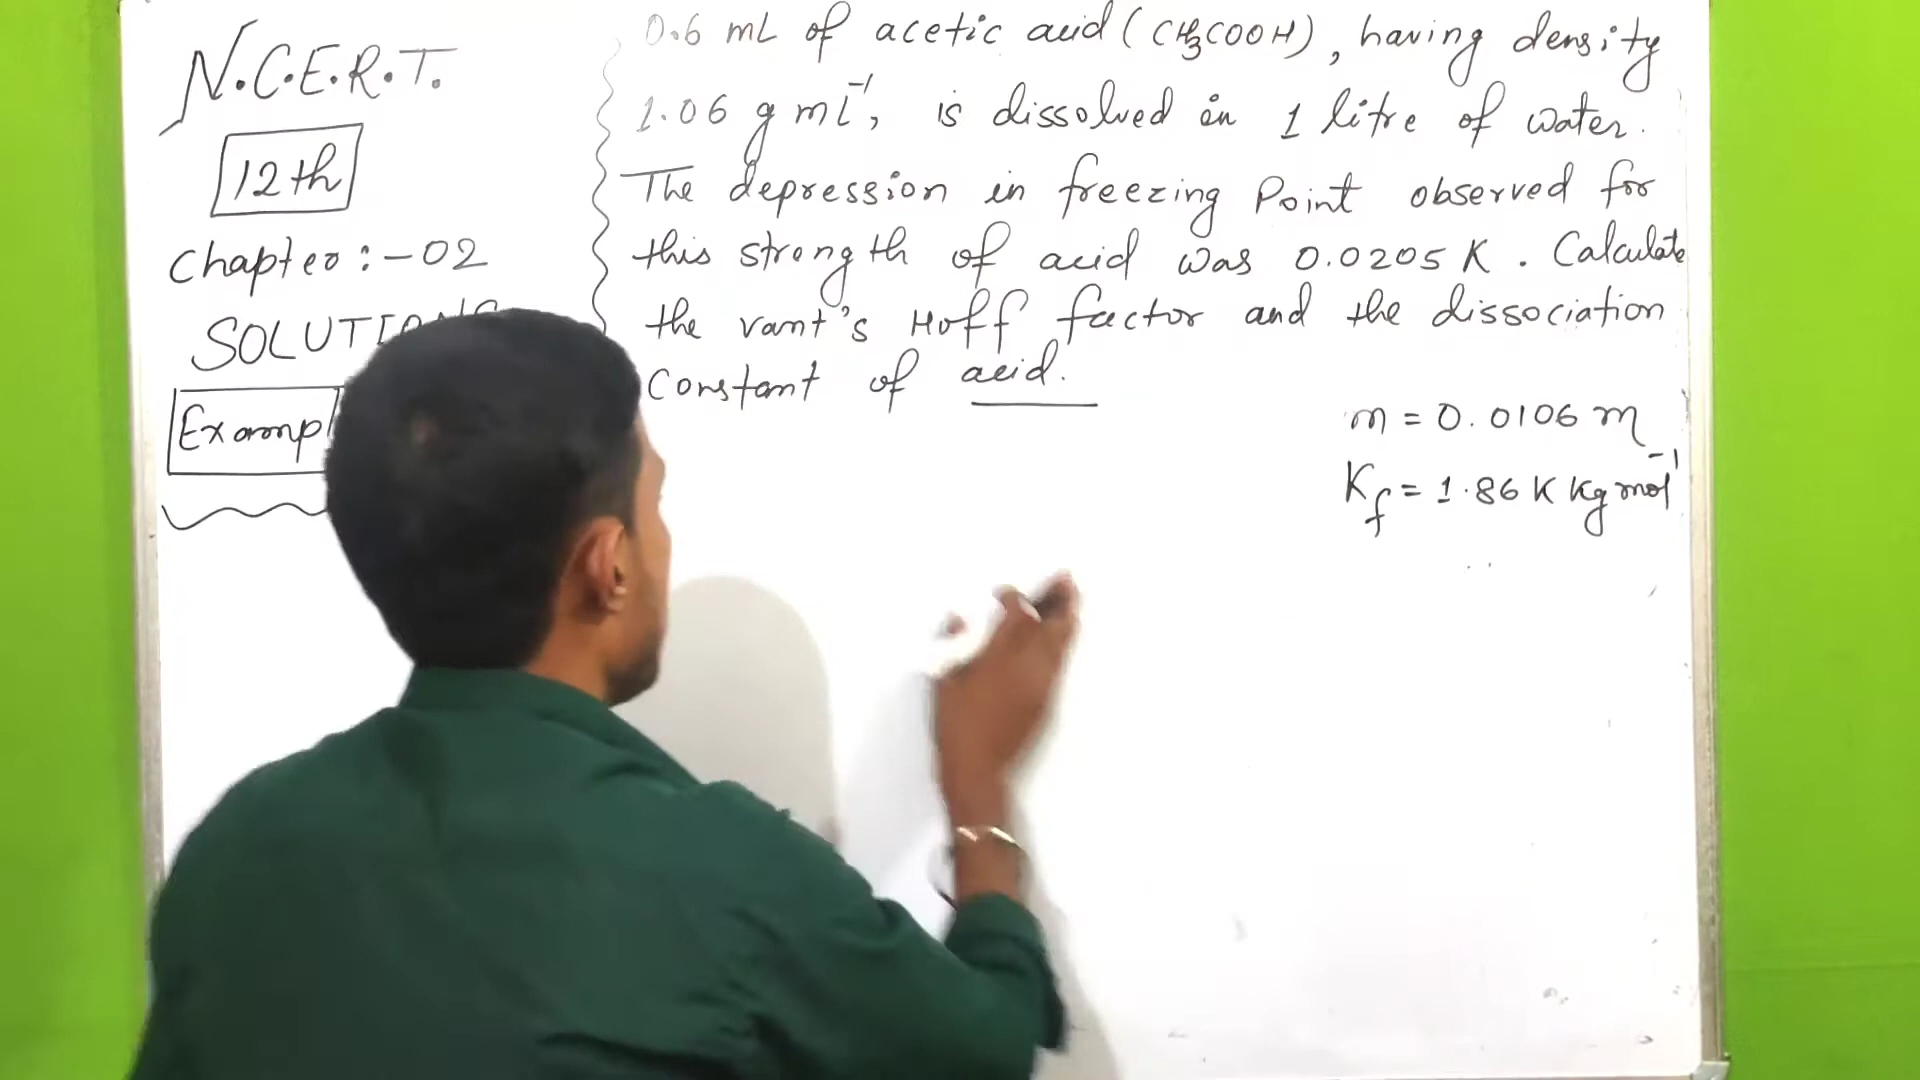 N.C.E.R.T.
12th
Chapter :- 02
0.6 mL of acetic acid (CH3COOH), having density
1.06 g mL⁻¹, is dissolved in 1 litre of water.
The depression in freezing Point observed for
this strength of acid was 0.0205 K. Calculate
the vant's Hoff factor and the dissociation
Constant of acid.
m = 0.0106 m
Kf = 1.86 K Kg mol⁻¹